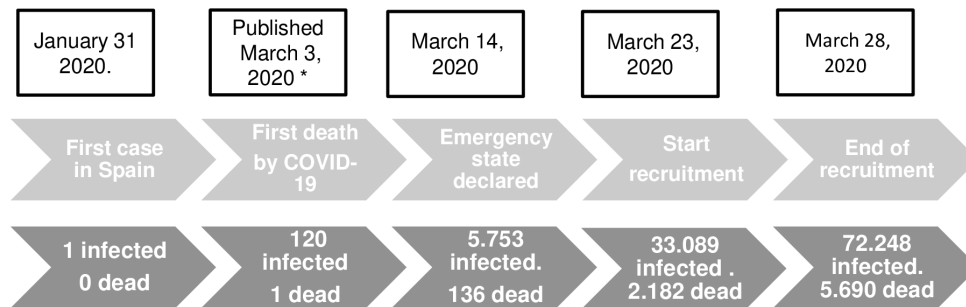 January 31
2020.
Published
March 3,
2020 *
March 14,
2020
March 23,
2020
March 28,
2020
First case
in Spain
First death
by COVID-
19
Emergency
state
declared
Start
recruitment
End of
recruitment
1 infected
0 dead
120
infected
1 dead
5.753
infected.
136 dead
33.089
infected .
2.182 dead
72.248
infected.
5.690 dead